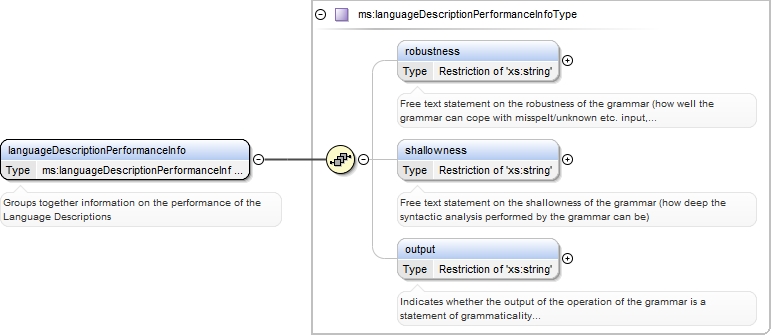 ms:languageDescriptionPerformanceInfoType
robustness
Type Restriction of 'xs:string'
Free text statement on the robustness of the grammar (how well the
grammar can cope with misspelt/unknown etc. input,...
languageDescriptionPerformanceInfo
Type ms:languageDescriptionPerformanceInf ...
Groups together information on the performance of the
Language Descriptions
shallowness
Type Restriction of 'xs:string'
Free text statement on the shallowness of the grammar (how deep the
syntactic analysis performed by the grammar can be)
output
Type Restriction of 'xs:string'
Indicates whether the output of the operation of the grammar is a
statement of grammaticality...